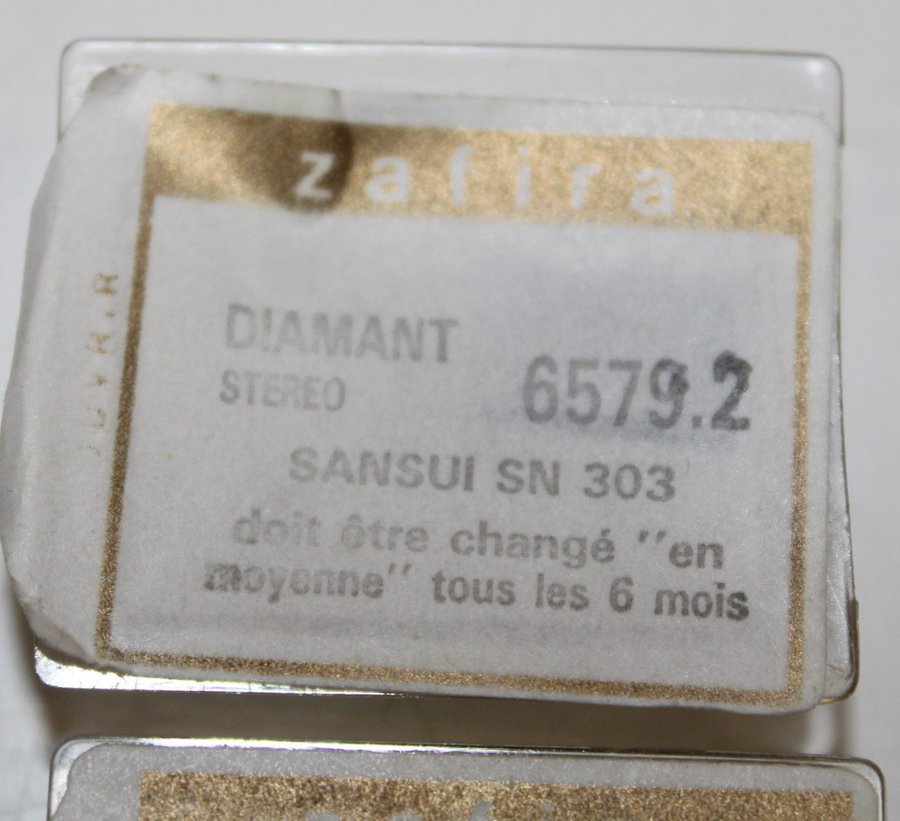 zafira
DIAMANT
STEREO
6579.2
SANSUI SN 303
doit être changé "en
moyenne" tous les 6 mois